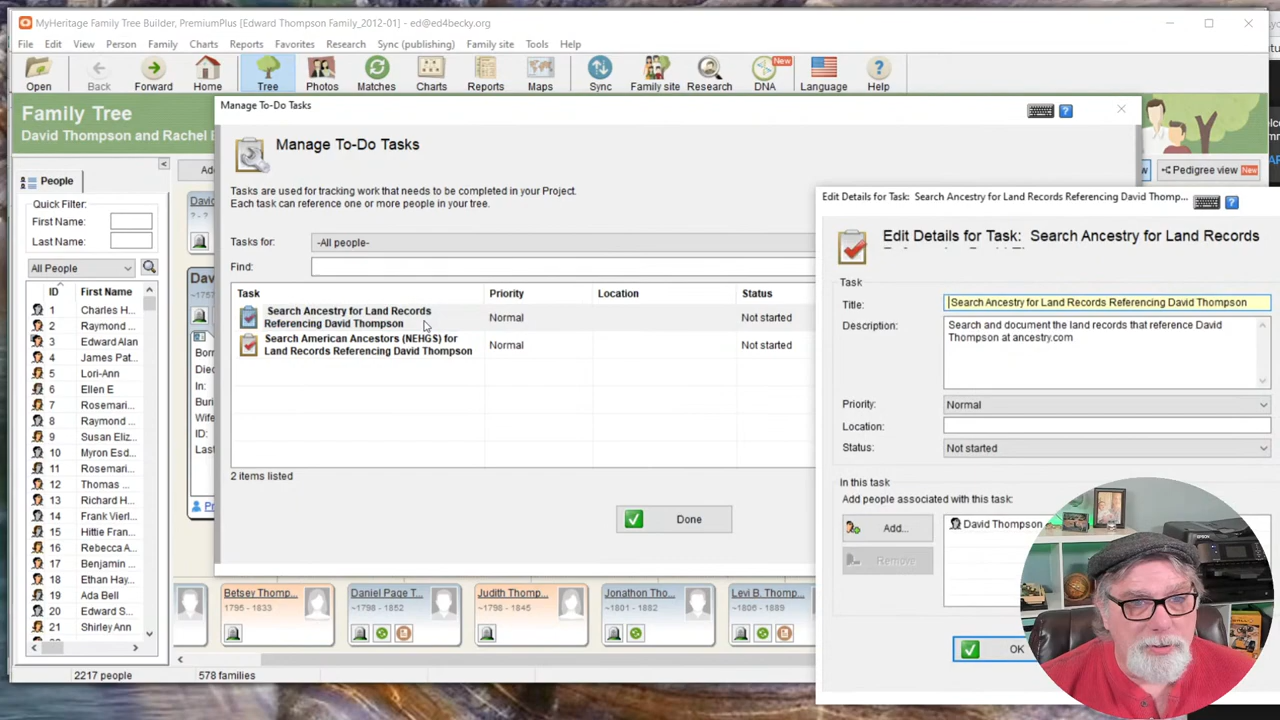 MyHeritage Family Tree Builder, PremiumPlus [Edward Thompson Family_2012-01] - ed@ed4becky.org
File Edit View Person Family Charts Reports Favorites Research Sync (publishing) Family site Tools Help
New
Open Back Forward Home Tree Photos Matches Charts Reports Maps Sync Family site Research DNA Language Help
Family Tree
David Thompson and Rachel
People
Quick Filter:
First Name:
Last Name:
All People
ID First Name
1 Charles H...
2 Raymond ...
3 Edward Alan
4 James Pat...
5 Lori-Ann
6 Ellen E
7 Rosemari...
8 Raymond ...
9 Susan Eliz...
10 Myron Esd...
11 Rosemari...
12 Thomas ...
13 Richard H...
14 Frank Vierl...
15 Hittie Fran...
16 Rebecca A...
17 Benjamin ...
18 Ethan Hay...
19 Ada Bell
20 Edward S...
21 Shirley Ann
2217 people 578 families
Pedigree view New
Manage To-Do Tasks
Manage To-Do Tasks
Tasks are used for tracking work that needs to be completed in your Project.
Each task can reference one or more people in your tree.
Tasks for: -All people-
Find:
Task Priority Location Status
Search Ancestry for Land Records
Referencing David Thompson Normal Not started
Search American Ancestors (NEHGS) for
Land Records Referencing David Thompson Normal Not started
2 items listed
Done
Betsey Thomp... Daniel Page T... Judith Thomp... Jonathon Tho... Levi B. Thomp...
1795 - 1833 ~1798 - 1852 ~1798 - 1845 ~1801 - 1882 ~1806 - 1889
Edit Details for Task: Search Ancestry for Land Records Referencing David Thomp...
Edit Details for Task: Search Ancestry for Land Records
Task
Title: Search Ancestry for Land Records Referencing David Thompson
Description: Search and document the land records that reference David
Thompson at ancestry.com
Priority: Normal
Location:
Status: Not started
In this task
Add people associated with this task:
Add... David Thompson
Remove
OK
EPSON